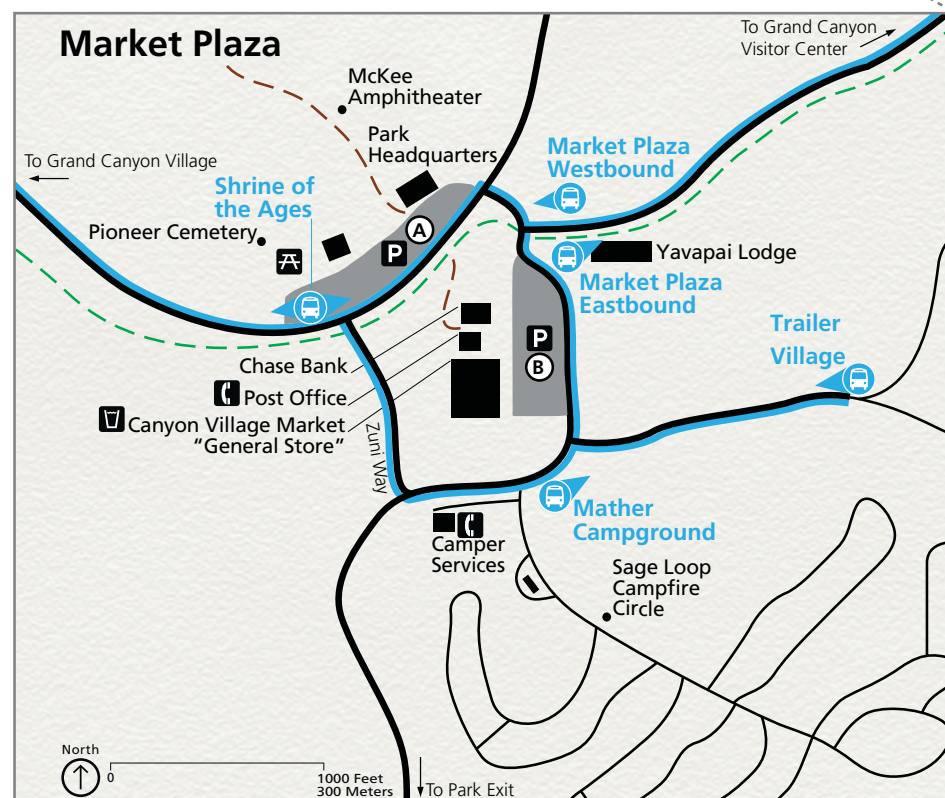 Market Plaza
To Grand Canyon
Visitor Center
McKee
Amphitheater
Park
Headquarters
Market Plaza
Westbound
To Grand Canyon Village
Shrine of
the Ages
Pioneer Cemetery
A
P
Yavapai Lodge
Market Plaza
Eastbound
Trailer
Village
P
B
Chase Bank
Post Office
Canyon Village Market
“General Store”
Zuni Way
Mather
Campground
Camper
Services
Sage Loop
Campfire
Circle
North
0
1000 Feet
300 Meters
To Park Exit